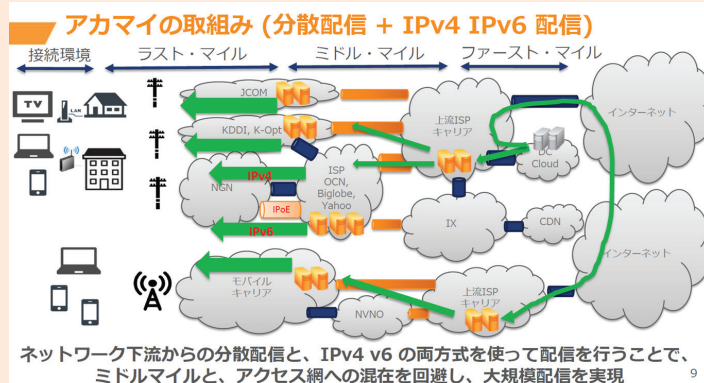 アカマイの取組み (分散配信 + IPv4 IPv6 配信)
接続環境
ラスト・マイル
ミドル・マイル
ファースト・マイル
TV
LAN
JCOM
KDDI, K-Opt
上流ISP
キャリア
インターネット
DC
Cloud
NGN
IPv4
IPoE
IPv6
ISP
OCN,
Biglobe,
Yahoo
IX
CDN
インターネット
モバイル
キャリア
NVNO
上流ISP
キャリア
ネットワーク下流からの分散配信と、IPv4 v6 の両方式を使って配信を行うことで、
ミドルマイルと、アクセス網への混在を回避し、大規模配信を実現
9